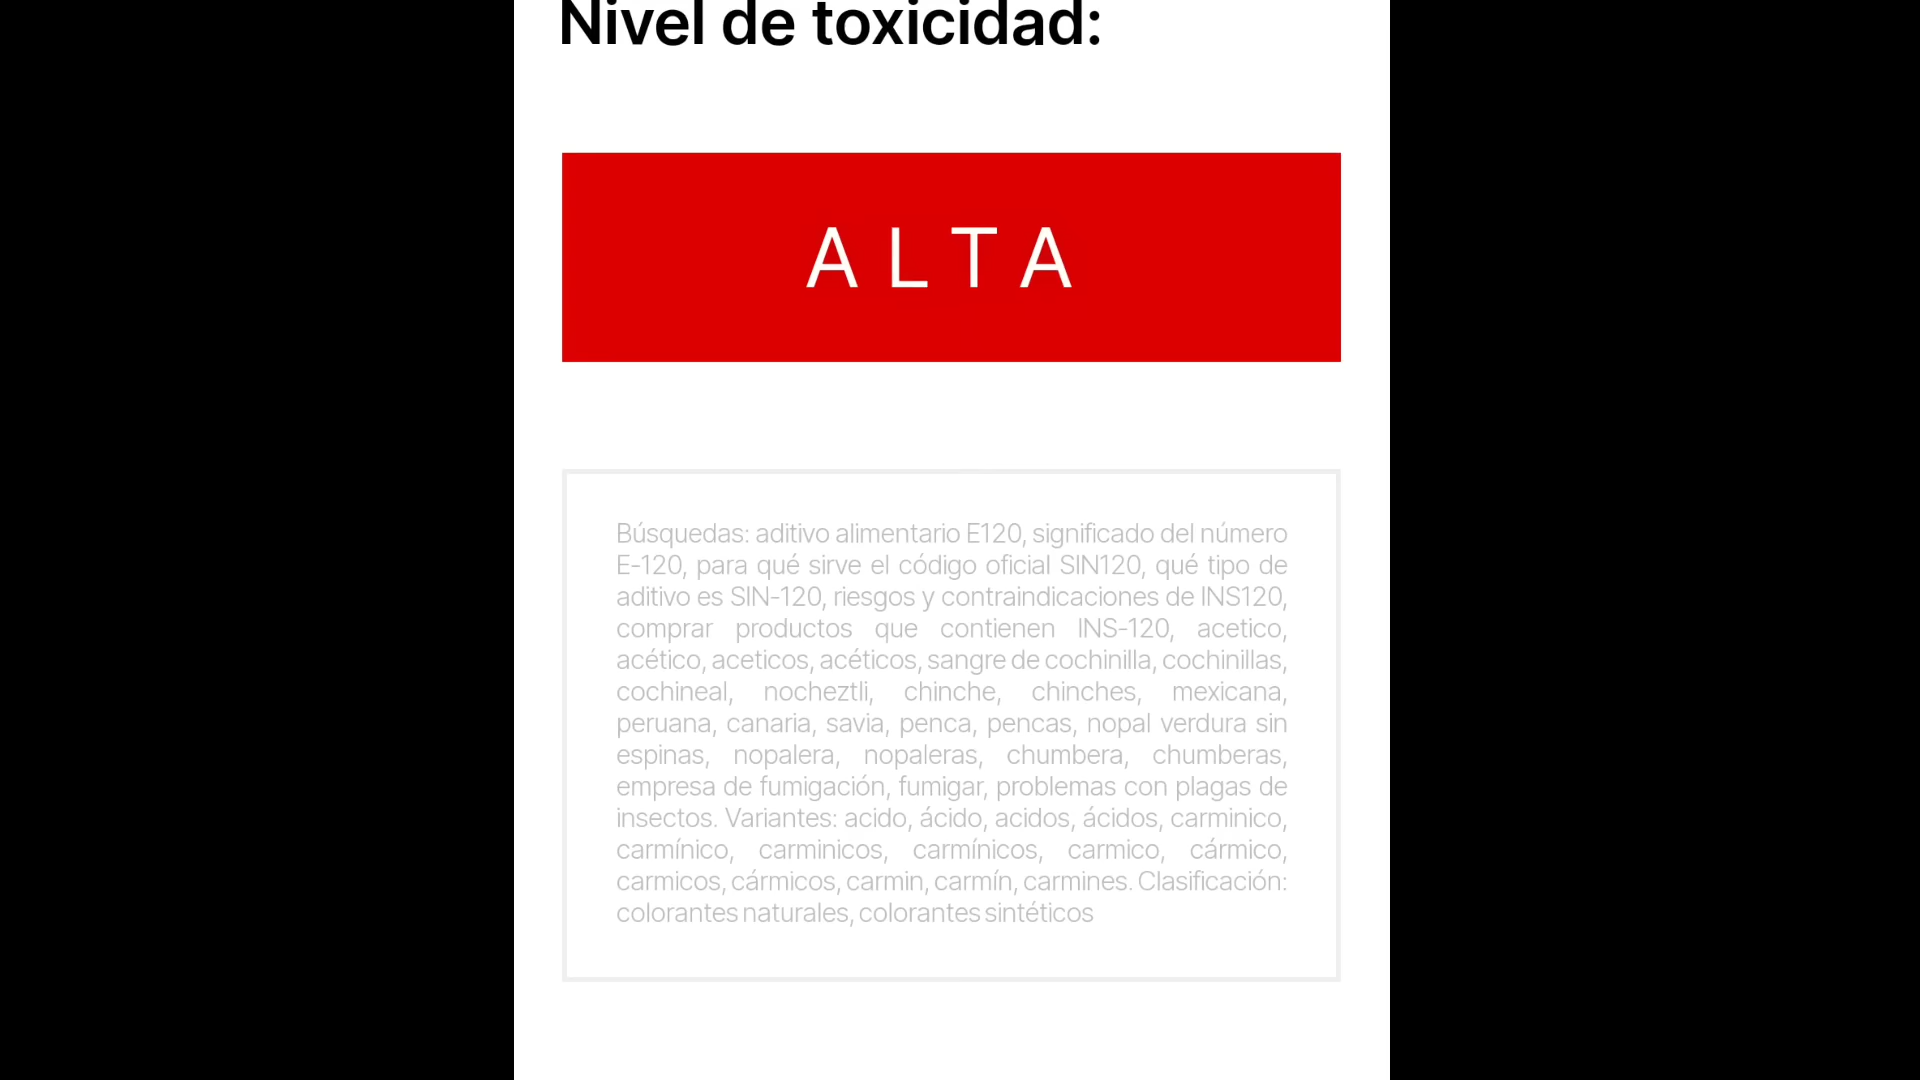 Nivel de toxicidad:
ALTA
Búsquedas: aditivo alimentario E120, significado del número
E-120, para qué sirve el código oficial SIN120, qué tipo de
aditivo es SIN-120, riesgos y contraindicaciones de INS120,
comprar productos que contienen INS-120, acetico,
acético, aceticos, acéticos, sangre de cochinilla, cochinillas,
cochineal, nocheztli, chinche, chinches, mexicana,
peruana, canaria, savia, penca, pencas, nopal verdura sin
espinas, nopalera, nopaleras, chumbera, chumberas,
empresa de fumigación, fumigar, problemas con plagas de
insectos. Variantes: acido, ácido, acidos, ácidos, carminico,
carmínico, carminicos, carmínicos, carmico, cármico,
carmicos, cármicos, carmin, carmín, carmines. Clasificación:
colorantes naturales, colorantes sintéticos